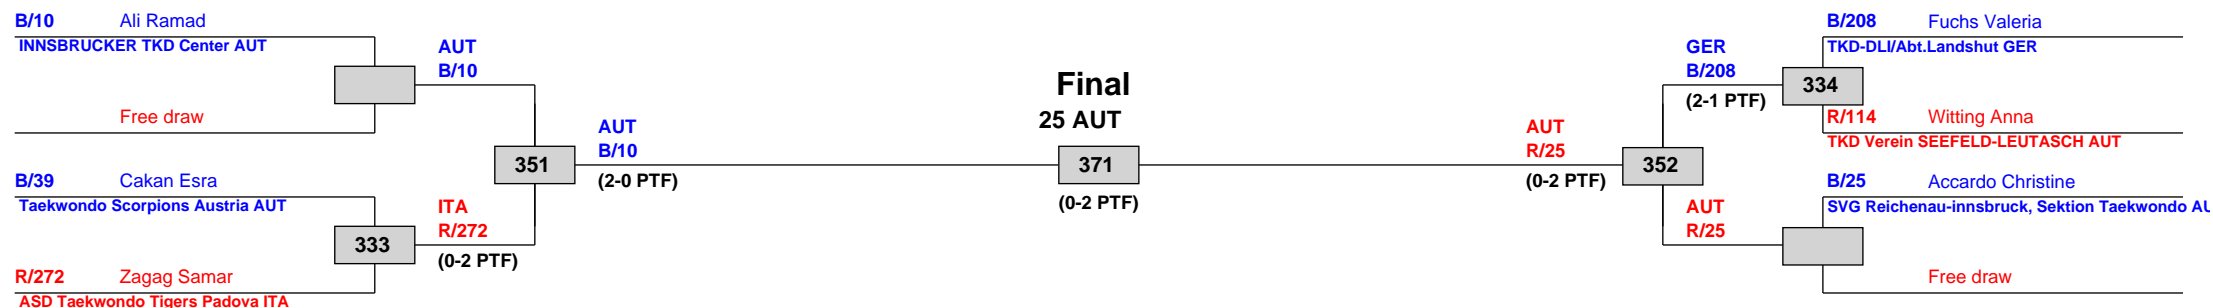 B/10 Ali Ramad
INNSBRUCKER TKD Center AUT
AUT
B/10
Free draw
AUT
B/10
351
(2-0 PTF)
B/39 Cakan Esra
Taekwondo Scorpions Austria AUT
ITA
R/272
333
(0-2 PTF)
R/272 Zagag Samar
ASD Taekwondo Tigers Padova ITA
Final
25 AUT
371
(0-2 PTF)
B/208 Fuchs Valeria
TKD-DLI/Abt.Landshut GER
GER
B/208
334
(2-1 PTF)
R/114 Witting Anna
TKD Verein SEEFELD-LEUTASCH AUT
AUT
R/25
352
(0-2 PTF)
B/25 Accardo Christine
SVG Reichenau-innsbruck, Sektion Taekwondo AU
AUT
R/25
Free draw